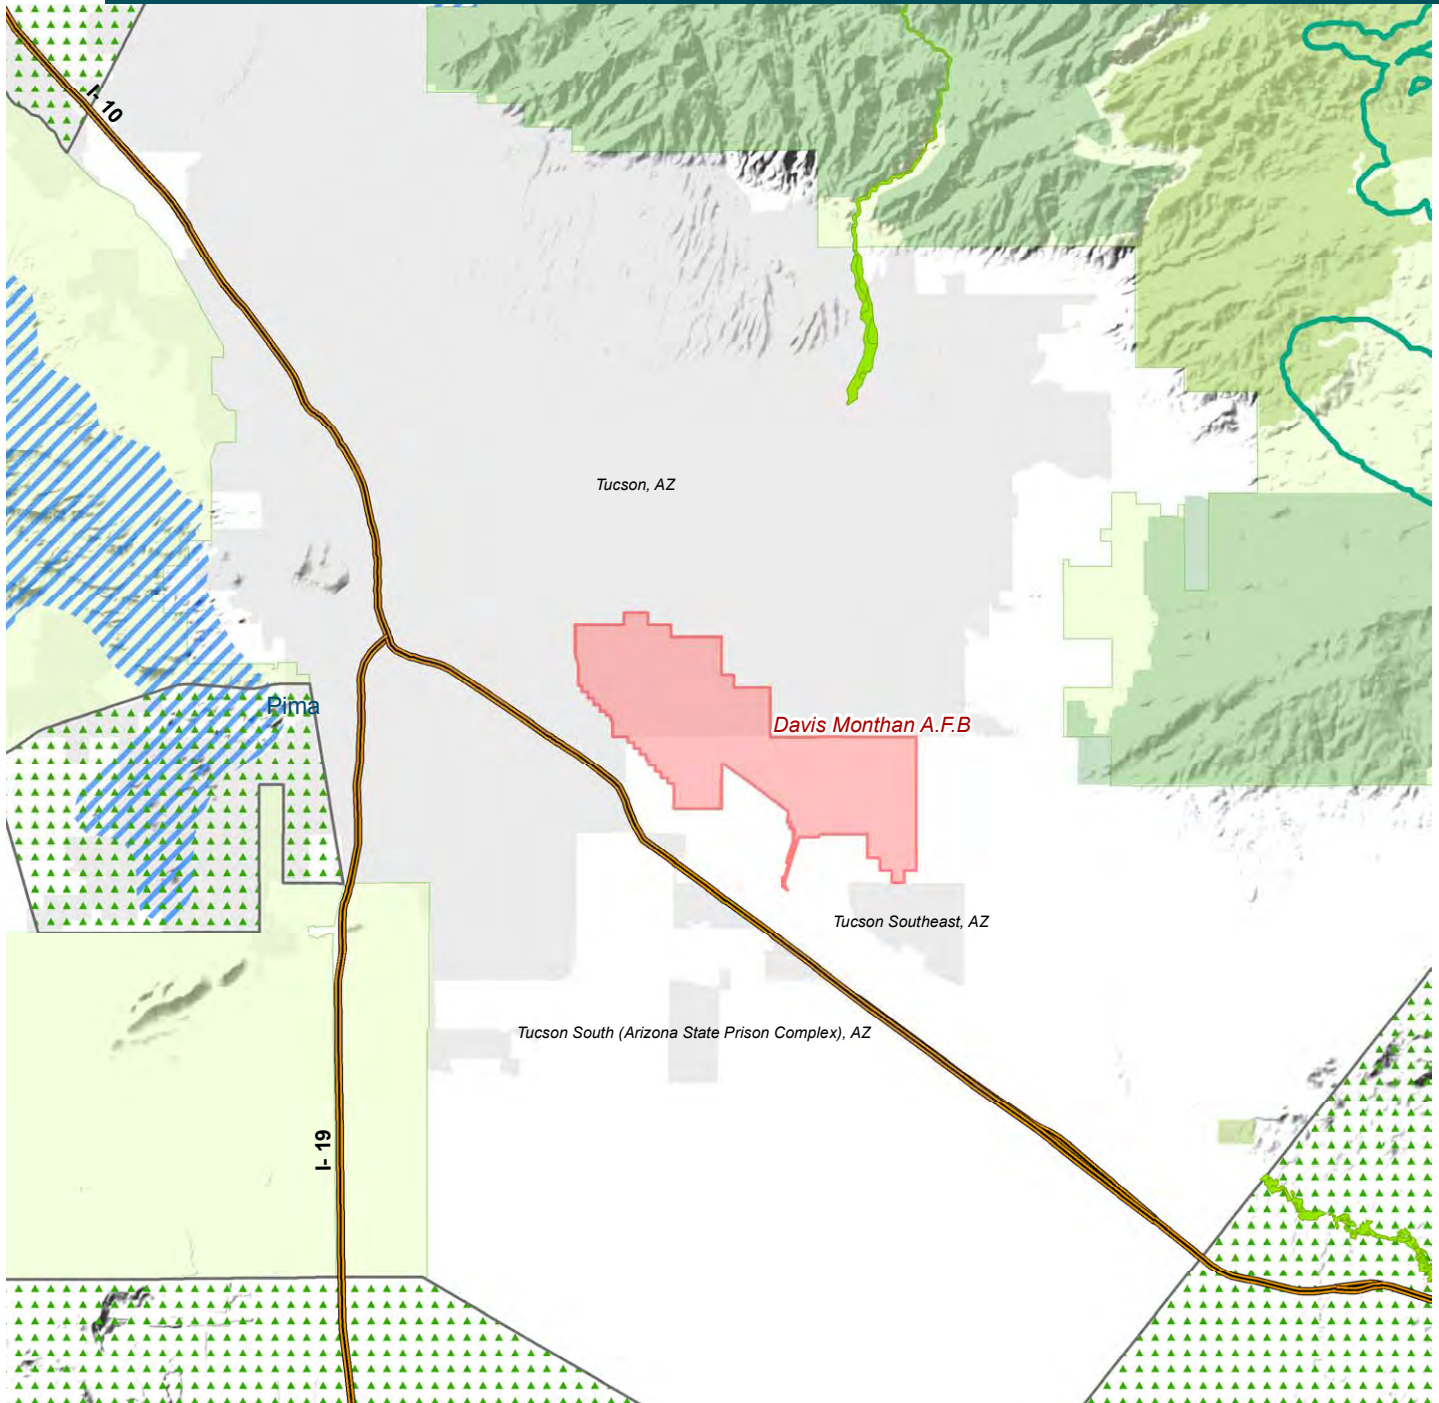 I- 10
Tucson, AZ
Pima
Davis Monthan A.F.B
Tucson Southeast, AZ
Tucson South (Arizona State Prison Complex), AZ
I- 19